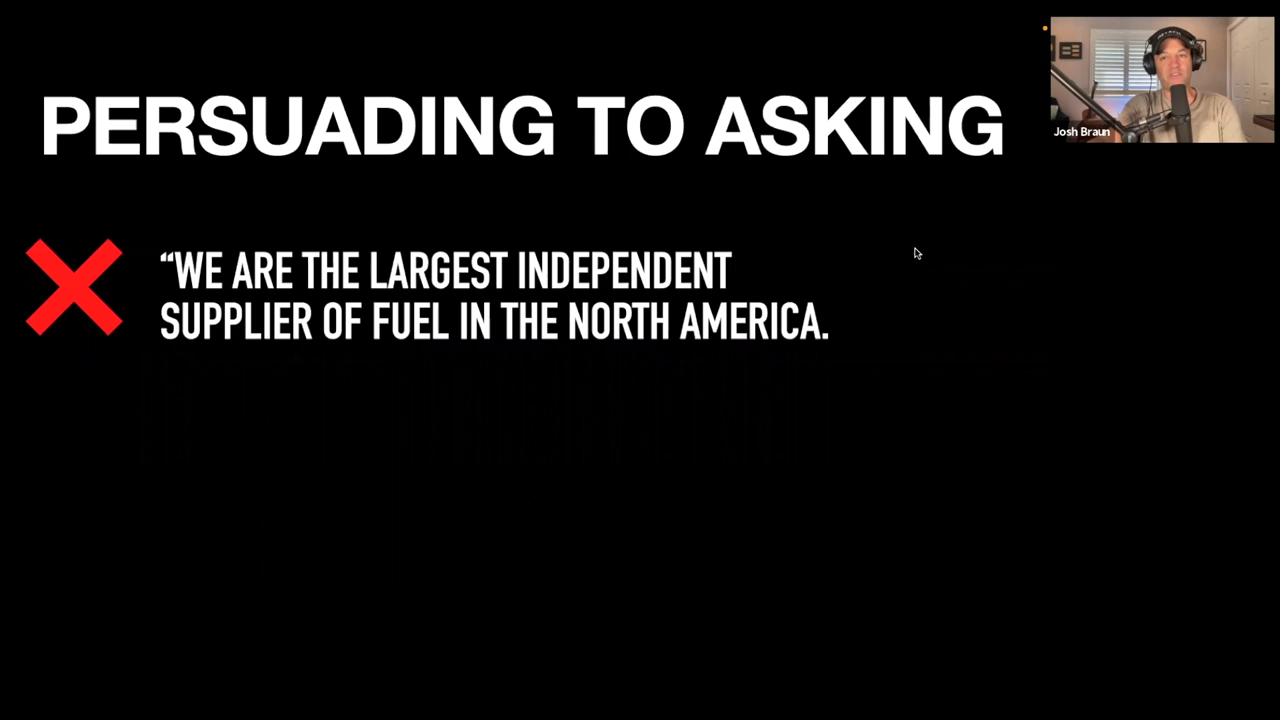 PERSUADING TO ASKING
Josh Braun
“WE ARE THE LARGEST INDEPENDENT
SUPPLIER OF FUEL IN THE NORTH AMERICA.